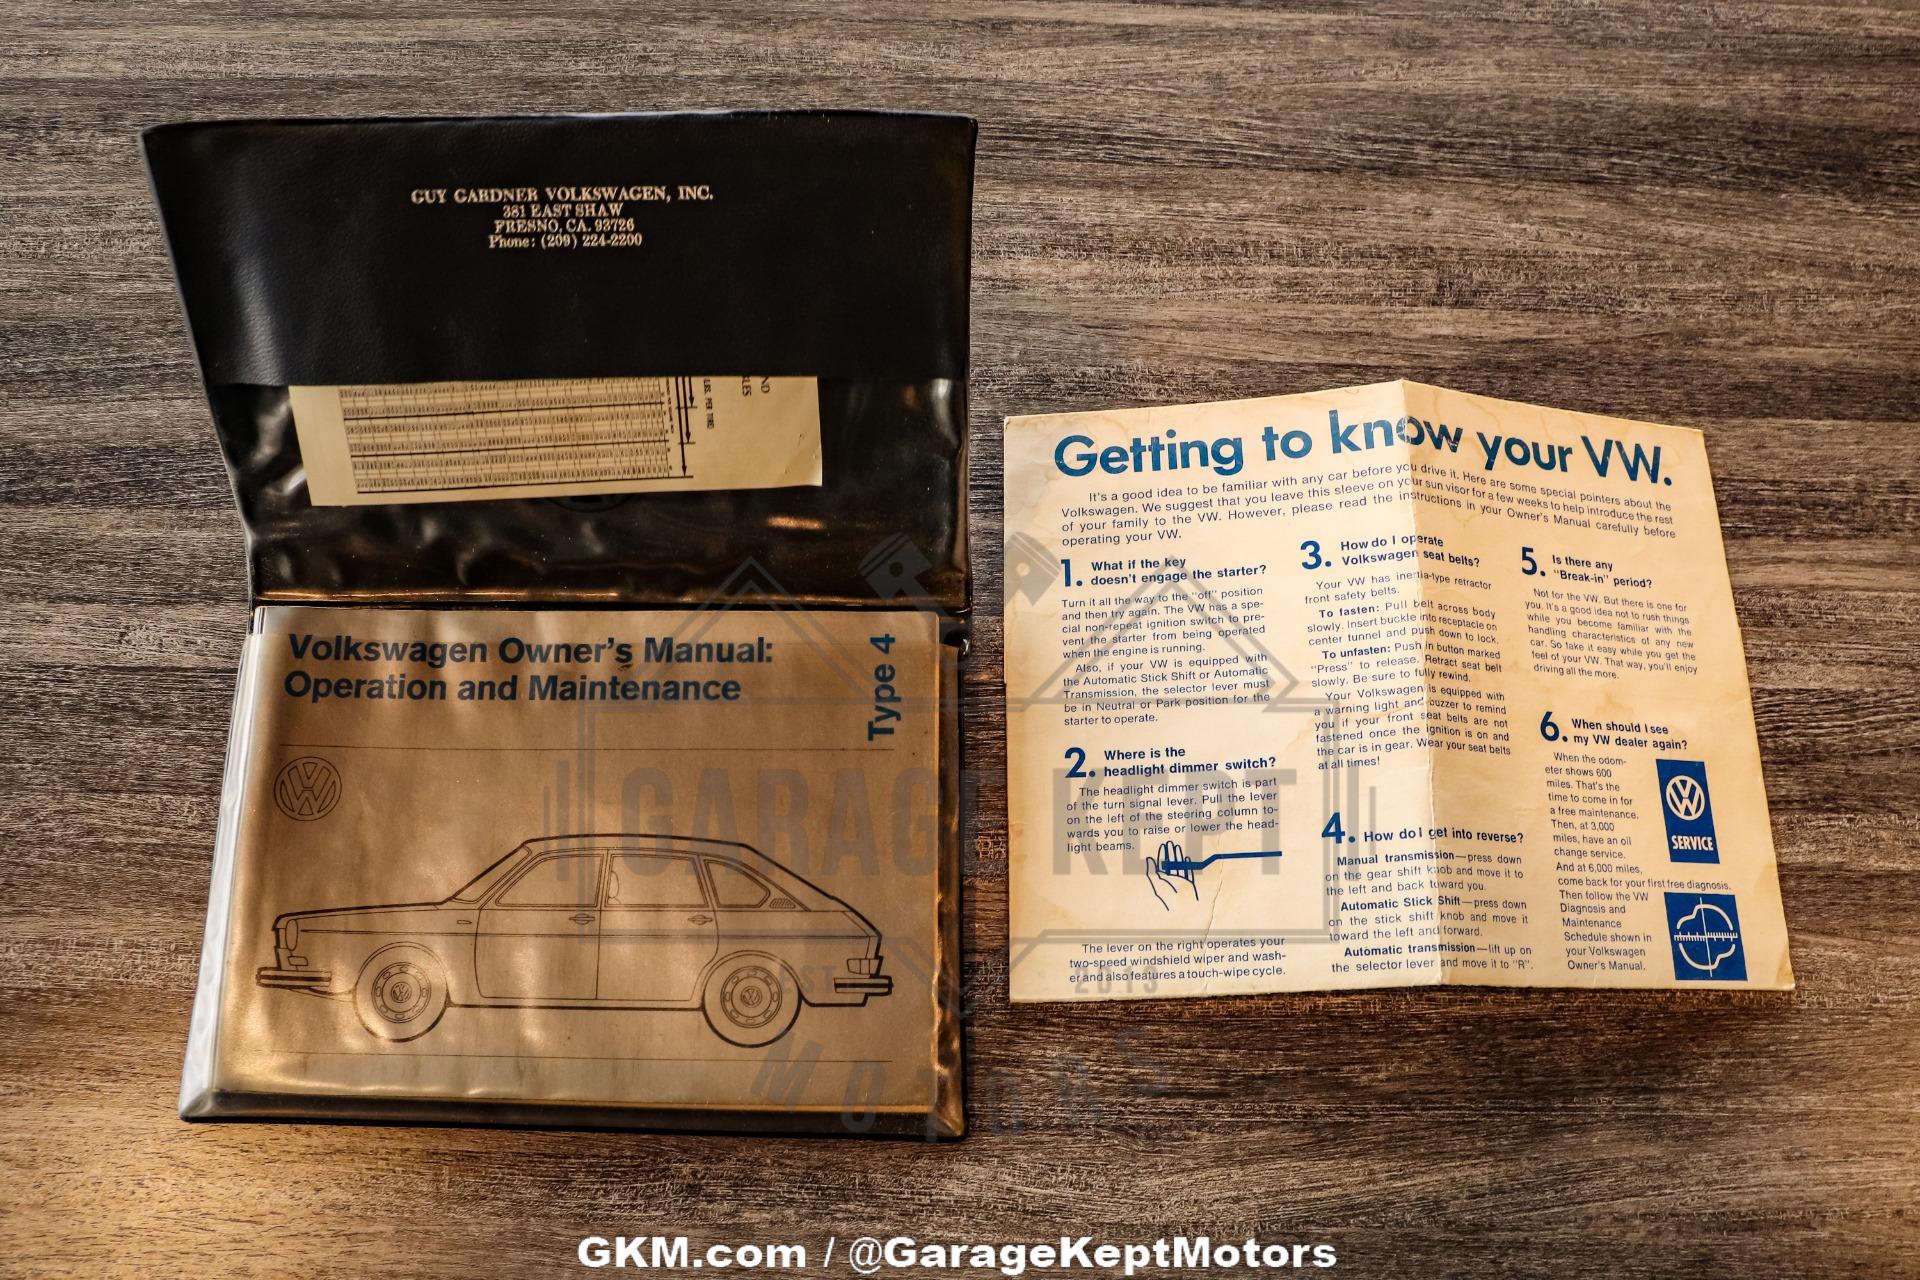 GUY GARDNER VOLKSWAGEN, INC.
381 EAST SHAW
FRESNO, CA. 93726
Phone: (209) 224-2200
LBS. PER TIRE)
Volkswagen Owner's Manual:
Operation and Maintenance
Type 4
Getting to know your VW.
It's a good idea to be familiar with any car before you drive it. Here are some special pointers about the
Volkswagen. We suggest that you leave this sleeve on your sun visor for a few weeks to help introduce the rest
of your family to the VW. However, please read the instructions in your Owner's Manual carefully before
operating your VW.
1. What if the key
doesn't engage the starter?
Turn it all the way to the "off" position
and then try again. The VW has a spe-
cial non-repeat ignition switch to pre-
vent the starter from being operated
when the engine is running.
Also, if your VW is equipped with
the Automatic Stick Shift or Automatic
Transmission, the selector lever must
be in Neutral or Park position for the
starter to operate.
2. Where is the
headlight dimmer switch?
The headlight dimmer switch is part
of the turn signal lever. Pull the lever
on the left of the steering column to-
wards you to raise or lower the head-
light beams.
The lever on the right operates your
two-speed windshield wiper and wash-
er and also features a touch-wipe cycle.
3. How do I operate
Volkswagen seat belts?
Your VW has inertia-type retractor
front safety belts.
To fasten: Pull belt across body
slowly. Insert buckle into receptacle on
center tunnel and push down to lock.
To unfasten: Push in button marked
"Press" to release. Retract seat belt
slowly. Be sure to fully rewind.
Your Volkswagen is equipped with
a warning light and buzzer to remind
you if your front seat belts are not
fastened once the ignition is on and
the car is in gear. Wear your seat belts
at all times!
4. How do I get into reverse?
Manual transmission—press down
on the gear shift knob and move it to
the left and back toward you.
Automatic Stick Shift—press down
on the stick shift knob and move it
toward the left and forward.
Automatic transmission—lift up on
the selector lever and move it to "R".
5. Is there any
"Break-in" period?
Not for the VW. But there is one for
you. It's a good idea not to rush things
while you become familiar with the
handling characteristics of any new
car. So take it easy while you get the
feel of your VW. That way, you'll enjoy
driving all the more.
6. When should I see
my VW dealer again?
When the odom-
eter shows 600
miles. That's the
time to come in for
a free maintenance.
Then, at 3,000
miles, have an oil
change service.
And at 6,000 miles,
come back for your first free diagnosis.
Then follow the VW
Diagnosis and
Maintenance
Schedule shown in
your Volkswagen
Owner's Manual.
SERVICE
GARAGE KEPT
EST 2013
MOTORS
GKM.com / @GarageKeptMotors